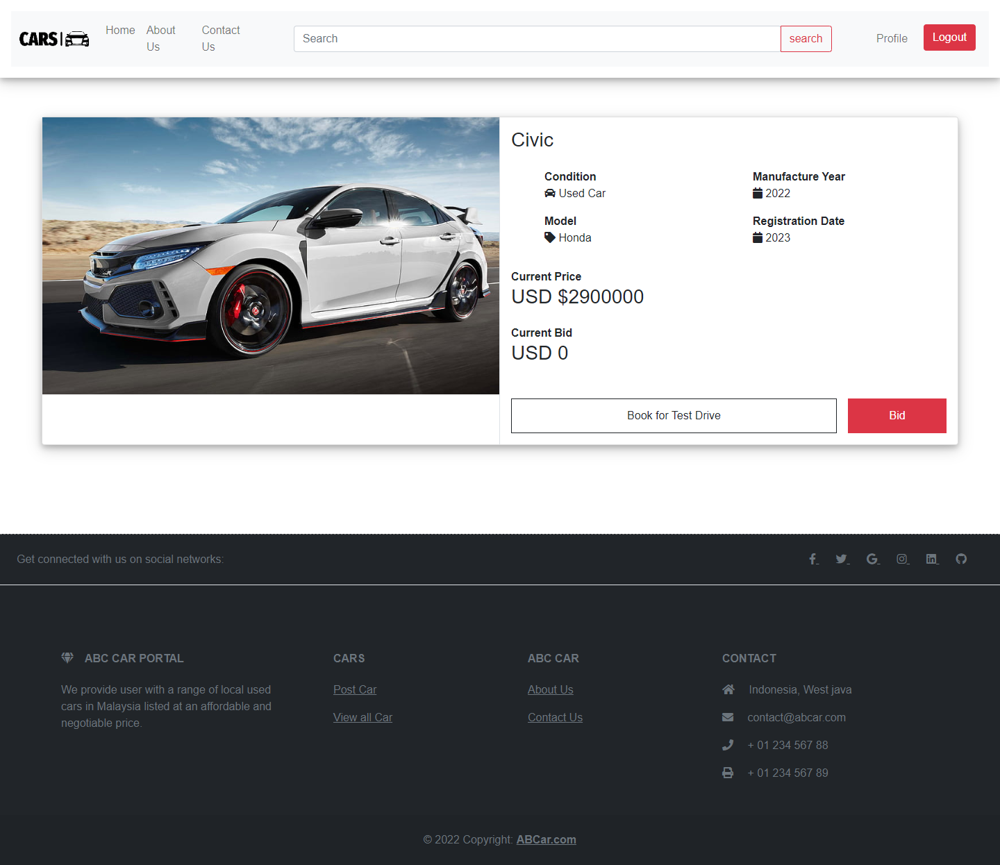 CARS
Home
About Us
Contact Us
Search
search
Profile
Logout
Civic
Condition
Used Car
Manufacture Year
2022
Model
Honda
Registration Date
2023
Current Price
USD $2900000
Current Bid
USD 0
Book for Test Drive
Bid
Get connected with us on social networks:
ABC CAR PORTAL
We provide user with a range of local used
cars in Malaysia listed at an affordable and
negotiable price.
CARS
Post Car
View all Car
ABC CAR
About Us
Contact Us
CONTACT
Indonesia, West java
contact@abcar.com
+ 01 234 567 88
+ 01 234 567 89
© 2022 Copyright: ABCar.com